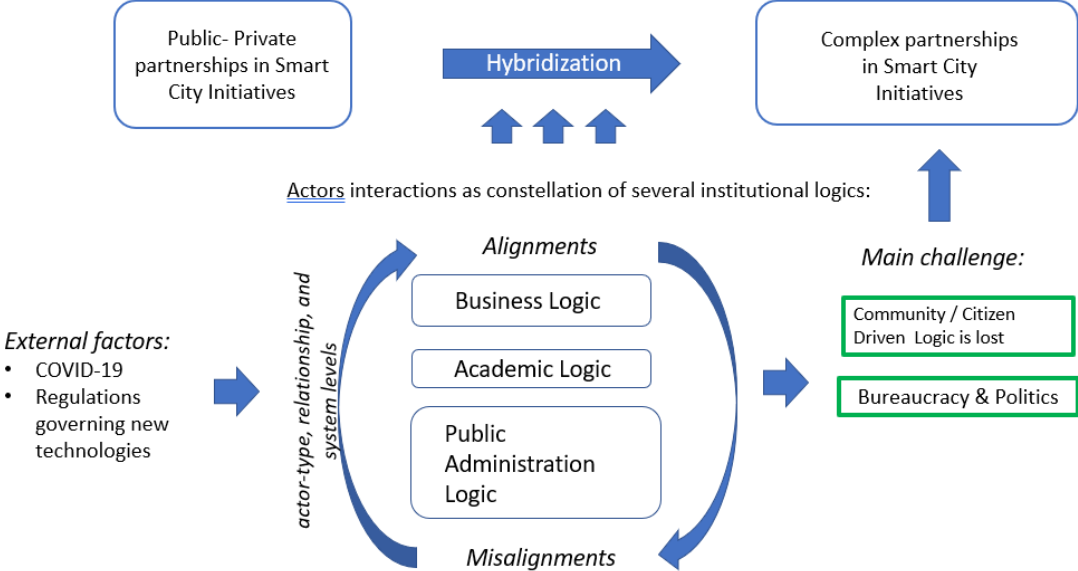 Public- Private
partnerships in Smart
City Initiatives
Hybridization
Complex partnerships
in Smart City
Initiatives
Actors interactions as constellation of several institutional logics:
Alignments
Main challenge:
Business Logic
Community / Citizen
Driven Logic is lost
External factors:
• COVID-19
• Regulations
governing new
technologies
actor-type, relationship, and
system levels
Academic Logic
Bureaucracy & Politics
Public
Administration
Logic
Misalignments